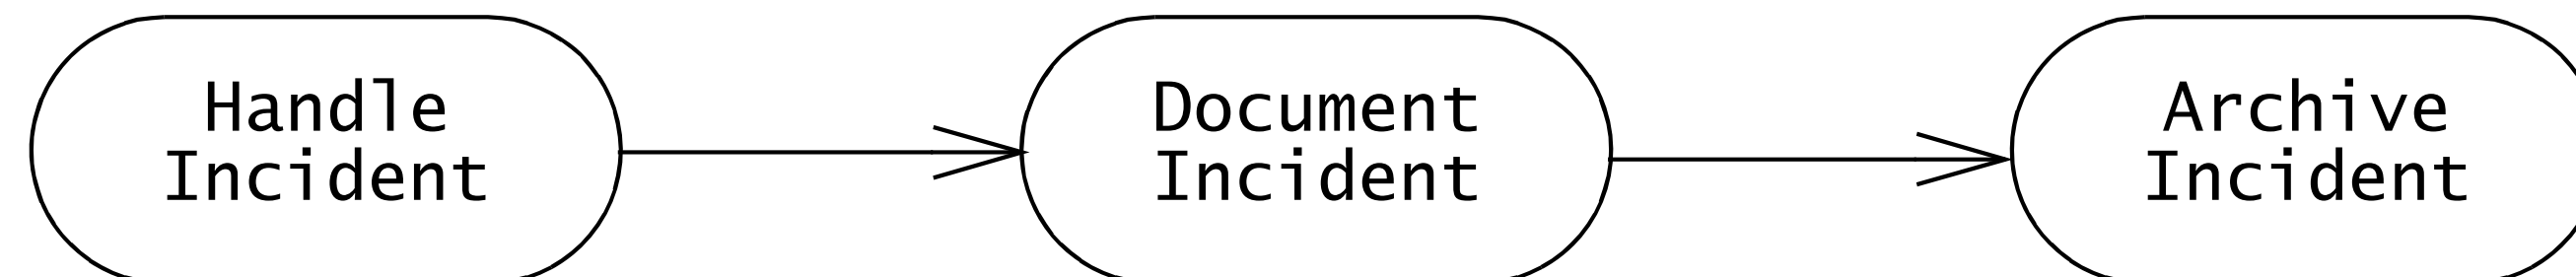 Handle
Incident
Document
Incident
Archive
Incident